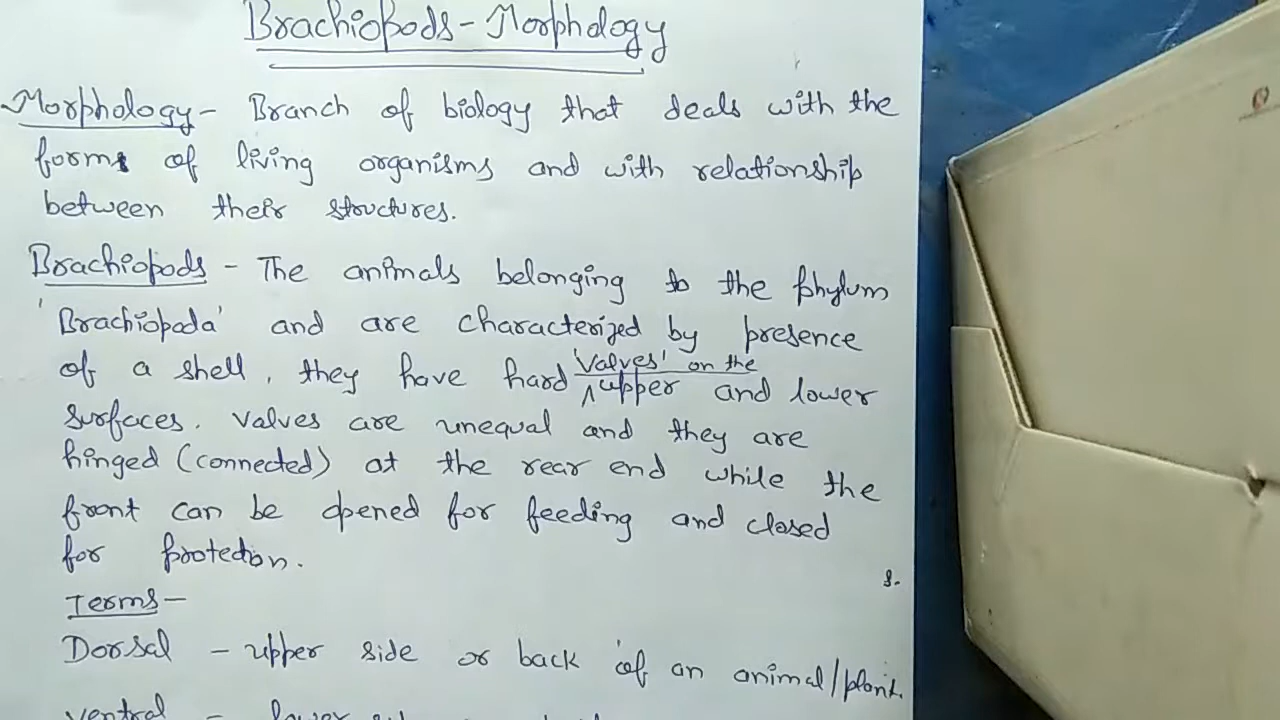 Brachiopods - Morphology
Morphology - Branch of biology that deals with the
forms of living organisms and with relationship
between their structures.
Brachiopods - The animals belonging to the phylum
'Brachiopoda' and are characterized by presence
of a shell, they have hard 'valves' on the upper and lower
surfaces. Valves are unequal and they are
hinged (connected) at the rear end while the
front can be opened for feeding and closed
for protection.
Terms -
Dorsal - upper side or back of an animal/plant.
Ventral - lower